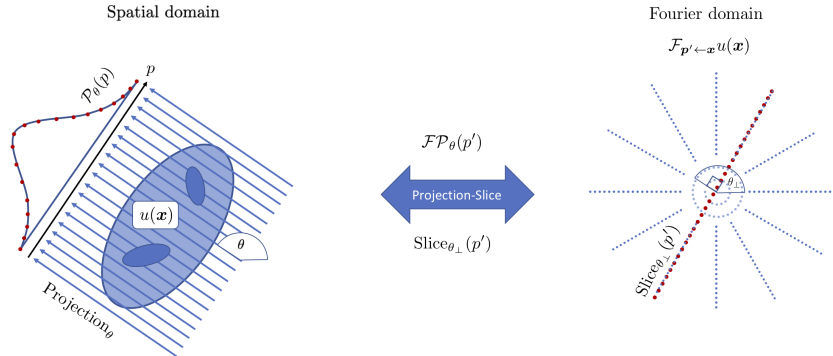 Spatial domain
Fourier domain
𝓕_{𝒑′←𝒙}u(𝒙)
p
𝒫_θ(p)
𝓕𝒫_θ(p′)
θ_⊥
Projection-Slice
u(𝒙)
θ
Slice_{θ_⊥}(p′)
Slice_{θ_⊥}(p′)
Projection_θ